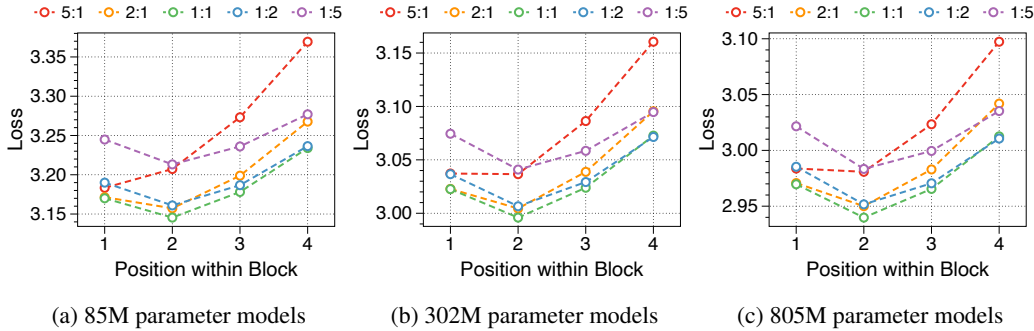 5:1 2:1 1:1 1:2 1:5
3.35
3.30
3.25
3.20
3.15
Loss
1 2 3 4
Position within Block
(a) 85M parameter models
5:1 2:1 1:1 1:2 1:5
3.15
3.10
3.05
3.00
Loss
1 2 3 4
Position within Block
(b) 302M parameter models
5:1 2:1 1:1 1:2 1:5
3.10
3.05
3.00
2.95
Loss
1 2 3 4
Position within Block
(c) 805M parameter models